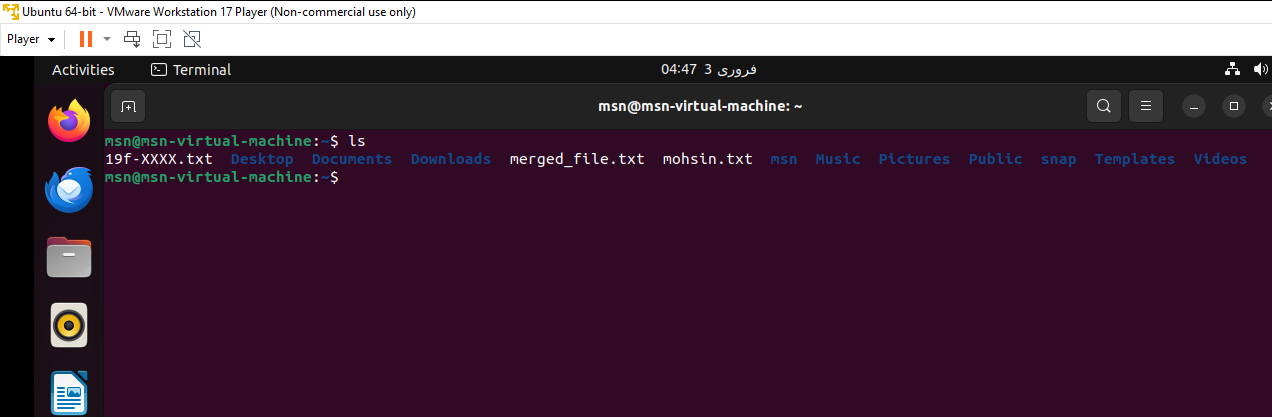 Ubuntu 64-bit - VMware Workstation 17 Player (Non-commercial use only)
Player
Activities Terminal 04:47 فروری 3
msn@msn-virtual-machine: ~
msn@msn-virtual-machine:~$ ls
19f-XXXX.txt Desktop Documents Downloads merged_file.txt mohsin.txt msn Music Pictures Public snap Templates Videos
msn@msn-virtual-machine:~$